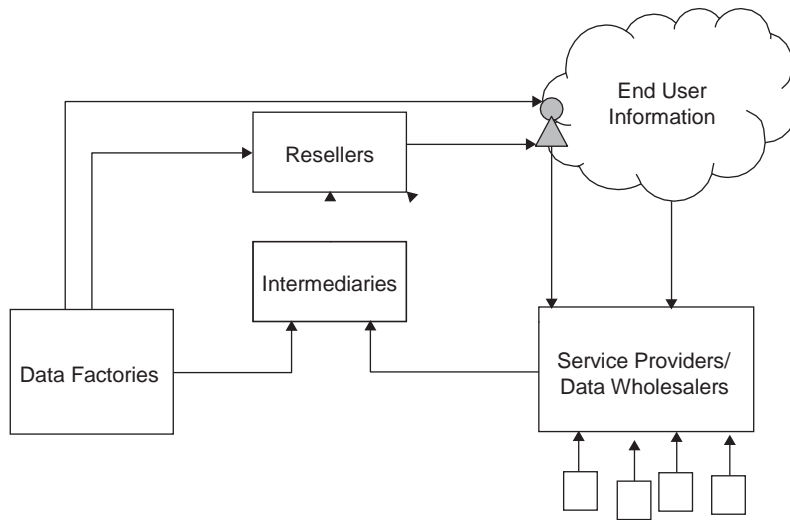 End User
Information
Resellers
Intermediaries
Data Factories
Service Providers/
Data Wholesalers